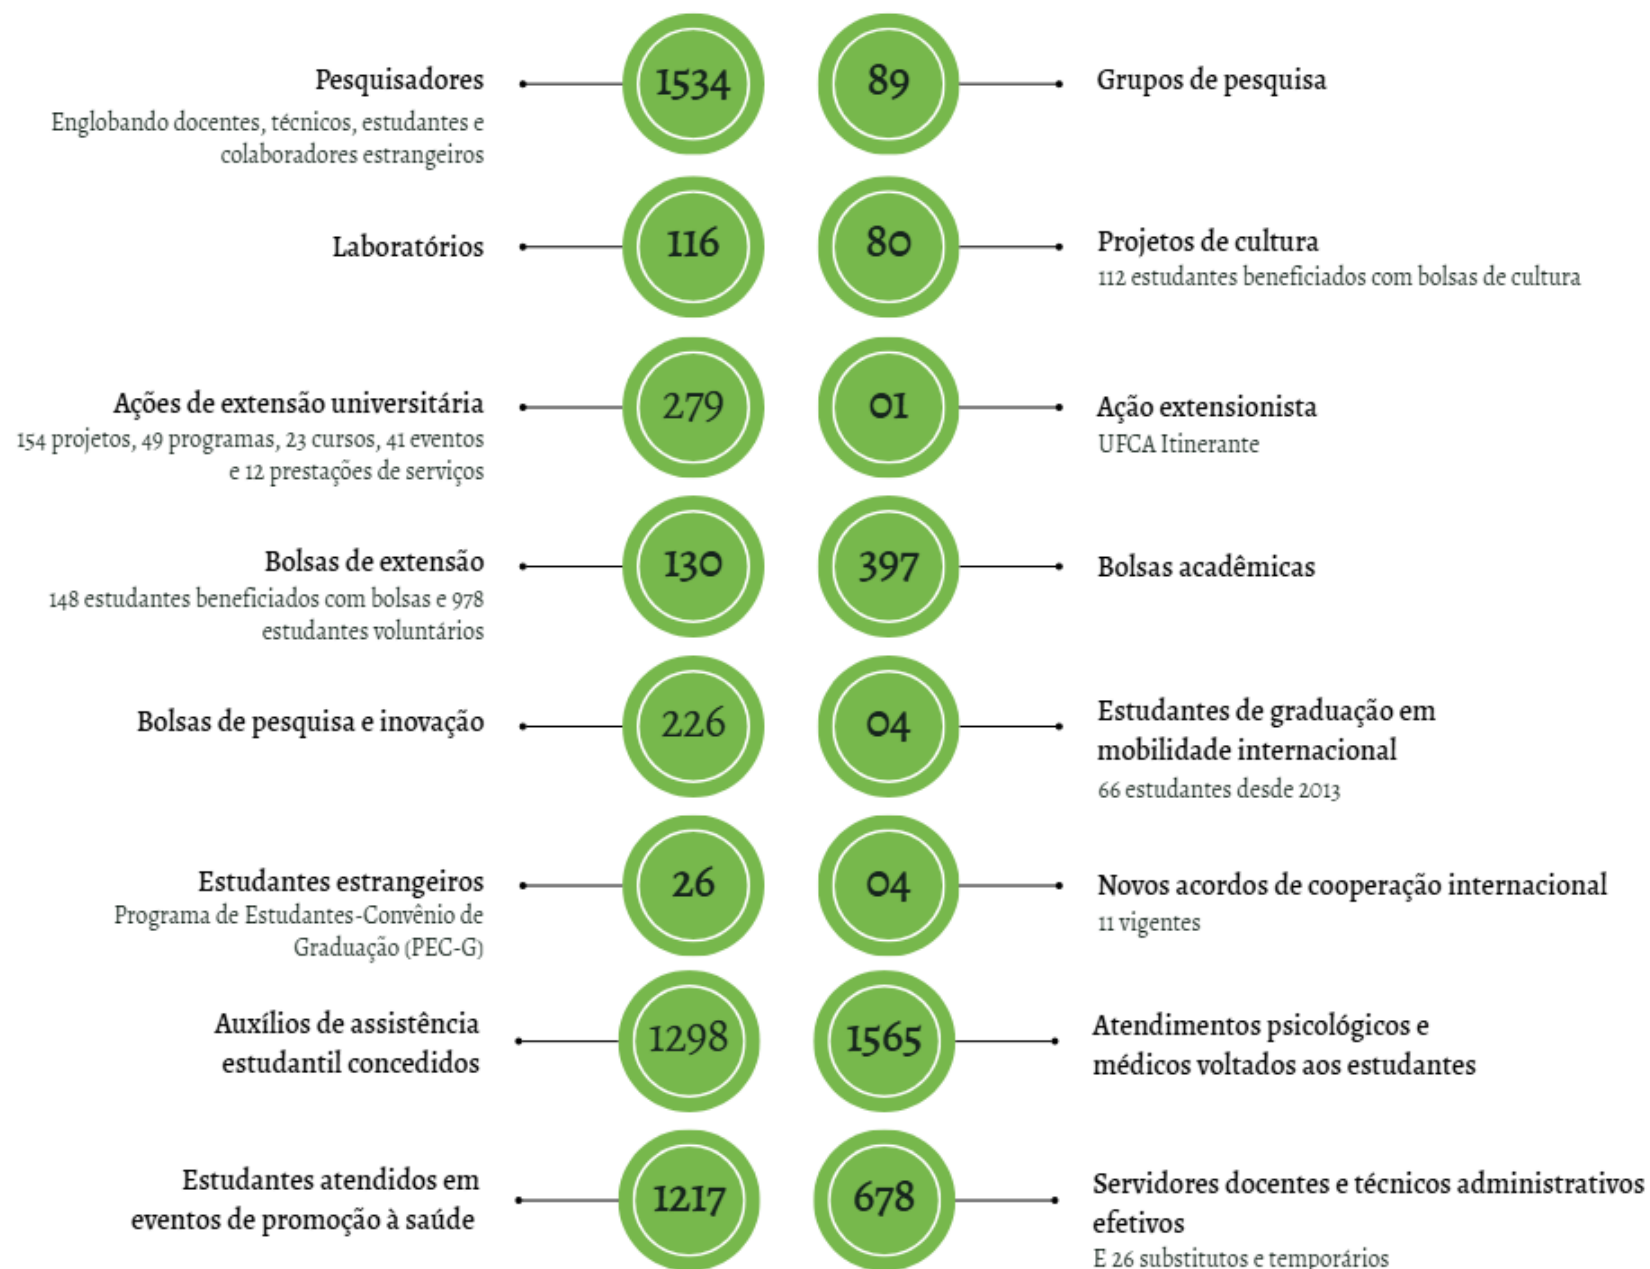 Pesquisadores
Englobando docentes, técnicos, estudantes e
colaboradores estrangeiros
1534
89
Grupos de pesquisa
Laboratórios
116
80
Projetos de cultura
112 estudantes beneficiados com bolsas de cultura
Ações de extensão universitária
154 projetos, 49 programas, 23 cursos, 41 eventos
e 12 prestações de serviços
279
01
Ação extensionista
UFCA Itinerante
Bolsas de extensão
148 estudantes beneficiados com bolsas e 978
estudantes voluntários
130
397
Bolsas acadêmicas
Bolsas de pesquisa e inovação
226
04
Estudantes de graduação em
mobilidade internacional
66 estudantes desde 2013
Estudantes estrangeiros
Programa de Estudantes-Convênio de
Graduação (PEC-G)
26
04
Novos acordos de cooperação internacional
11 vigentes
Auxílios de assistência
estudantil concedidos
1298
1565
Atendimentos psicológicos e
médicos voltados aos estudantes
Estudantes atendidos em
eventos de promoção à saúde
1217
678
Servidores docentes e técnicos administrativos
efetivos
E 26 substitutos e temporários